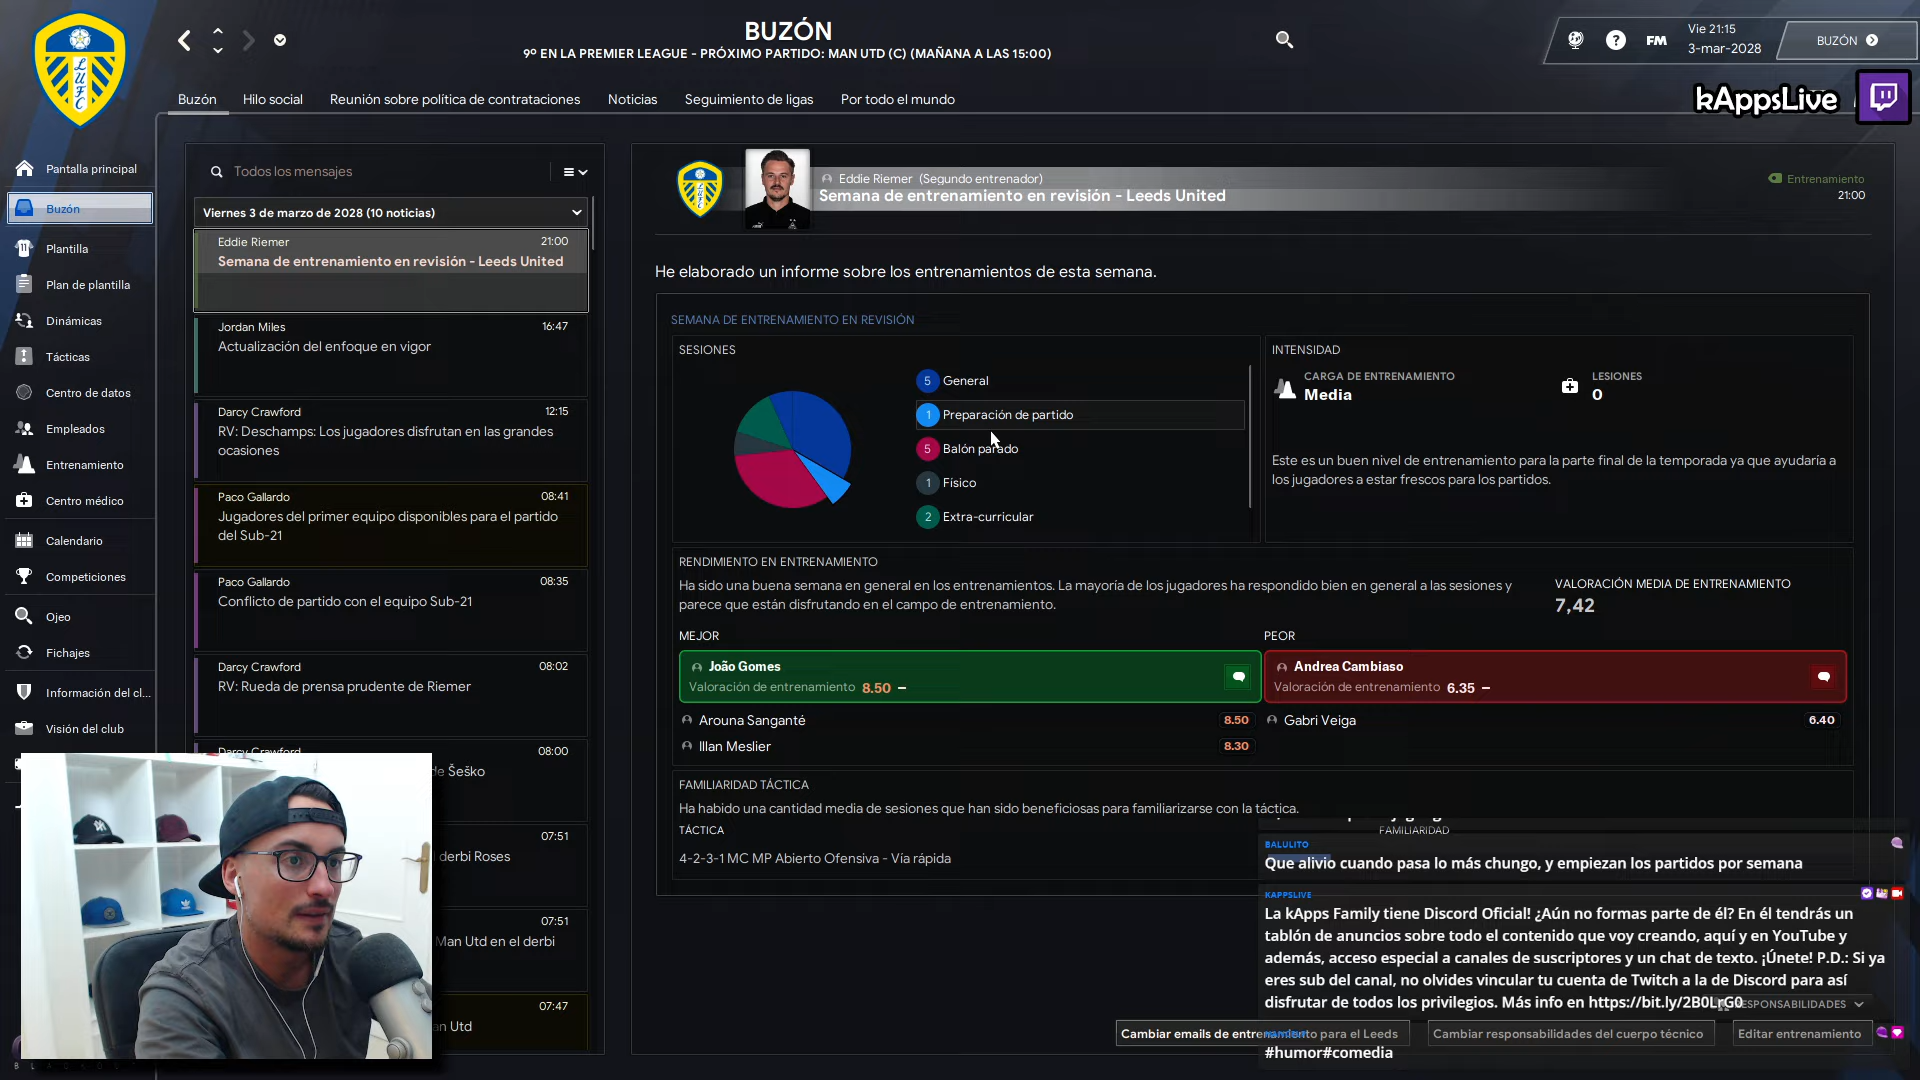 BUZÓN
9º EN LA PREMIER LEAGUE - PRÓXIMO PARTIDO: MAN UTD (C) (MAÑANA A LAS 15:00)
FM
Vie 21:15
3-mar-2028
BUZÓN
kAppsLive
LUFC
Buzón
Hilo social
Reunión sobre política de contrataciones
Noticias
Seguimiento de ligas
Por todo el mundo
Pantalla principal
Buzón
Plantilla
Plan de plantilla
Dinámicas
Tácticas
Centro de datos
Empleados
Entrenamiento
Centro médico
Calendario
Competiciones
Ojeo
Fichajes
Información del cl...
Visión del club
Todos los mensajes
Viernes 3 de marzo de 2028 (10 noticias)
Eddie Riemer 21:00
Semana de entrenamiento en revisión - Leeds United
Jordan Miles 16:47
Actualización del enfoque en vigor
Darcy Crawford 12:15
RV: Deschamps: Los jugadores disfrutan en las grandes
ocasiones
Paco Gallardo 08:41
Jugadores del primer equipo disponibles para el partido
del Sub-21
Paco Gallardo 08:35
Conflicto de partido con el equipo Sub-21
Darcy Crawford 08:02
RV: Rueda de prensa prudente de Riemer
Darcy Crawford 08:00
de Šeško
07:51
derbi Roses
07:51
Man Utd en el derbi
07:47
an Utd
Eddie Riemer (Segundo entrenador)
Semana de entrenamiento en revisión - Leeds United
Entrenamiento
21:00
He elaborado un informe sobre los entrenamientos de esta semana.
SEMANA DE ENTRENAMIENTO EN REVISIÓN
SESIONES
5 General
1 Preparación de partido
5 Balón parado
1 Físico
2 Extra-curricular
INTENSIDAD
CARGA DE ENTRENAMIENTO
Media
LESIONES
0
Este es un buen nivel de entrenamiento para la parte final de la temporada ya que ayudaría a
los jugadores a estar frescos para los partidos.
RENDIMIENTO EN ENTRENAMIENTO
Ha sido una buena semana en general en los entrenamientos. La mayoría de los jugadores ha respondido bien en general a las sesiones y
parece que están disfrutando en el campo de entrenamiento.
VALORACIÓN MEDIA DE ENTRENAMIENTO
7,42
MEJOR
João Gomes
Valoración de entrenamiento 8.50 –
Arouna Sanganté 8.50
Illan Meslier 8.30
PEOR
Andrea Cambiaso
Valoración de entrenamiento 6.35 –
Gabri Veiga 6.40
FAMILIARIDAD TÁCTICA
Ha habido una cantidad media de sesiones que han sido beneficiosas para familiarizarse con la táctica.
TÁCTICA
FAMILIARIDAD
4-2-3-1 MC MP Abierto Ofensiva - Vía rápida
BALULITO
Que alivio cuando pasa lo más chungo, y empiezan los partidos por semana
KAPPSLIVE
La kApps Family tiene Discord Oficial! ¿Aún no formas parte de él? En él tendrás un
tablón de anuncios sobre todo el contenido que voy creando, aquí y en YouTube y
además, acceso especial a canales de suscriptores y un chat de texto. ¡Únete! P.D.: Si ya
eres sub del canal, no olvides vincular tu cuenta de Twitch a la de Discord para así
disfrutar de todos los privilegios. Más info en https://bit.ly/2B0LrG0
RESPONSABILIDADES
Cambiar emails de entrenamiento para el Leeds
Cambiar responsabilidades del cuerpo técnico
Editar entrenamiento
#humor#comedia